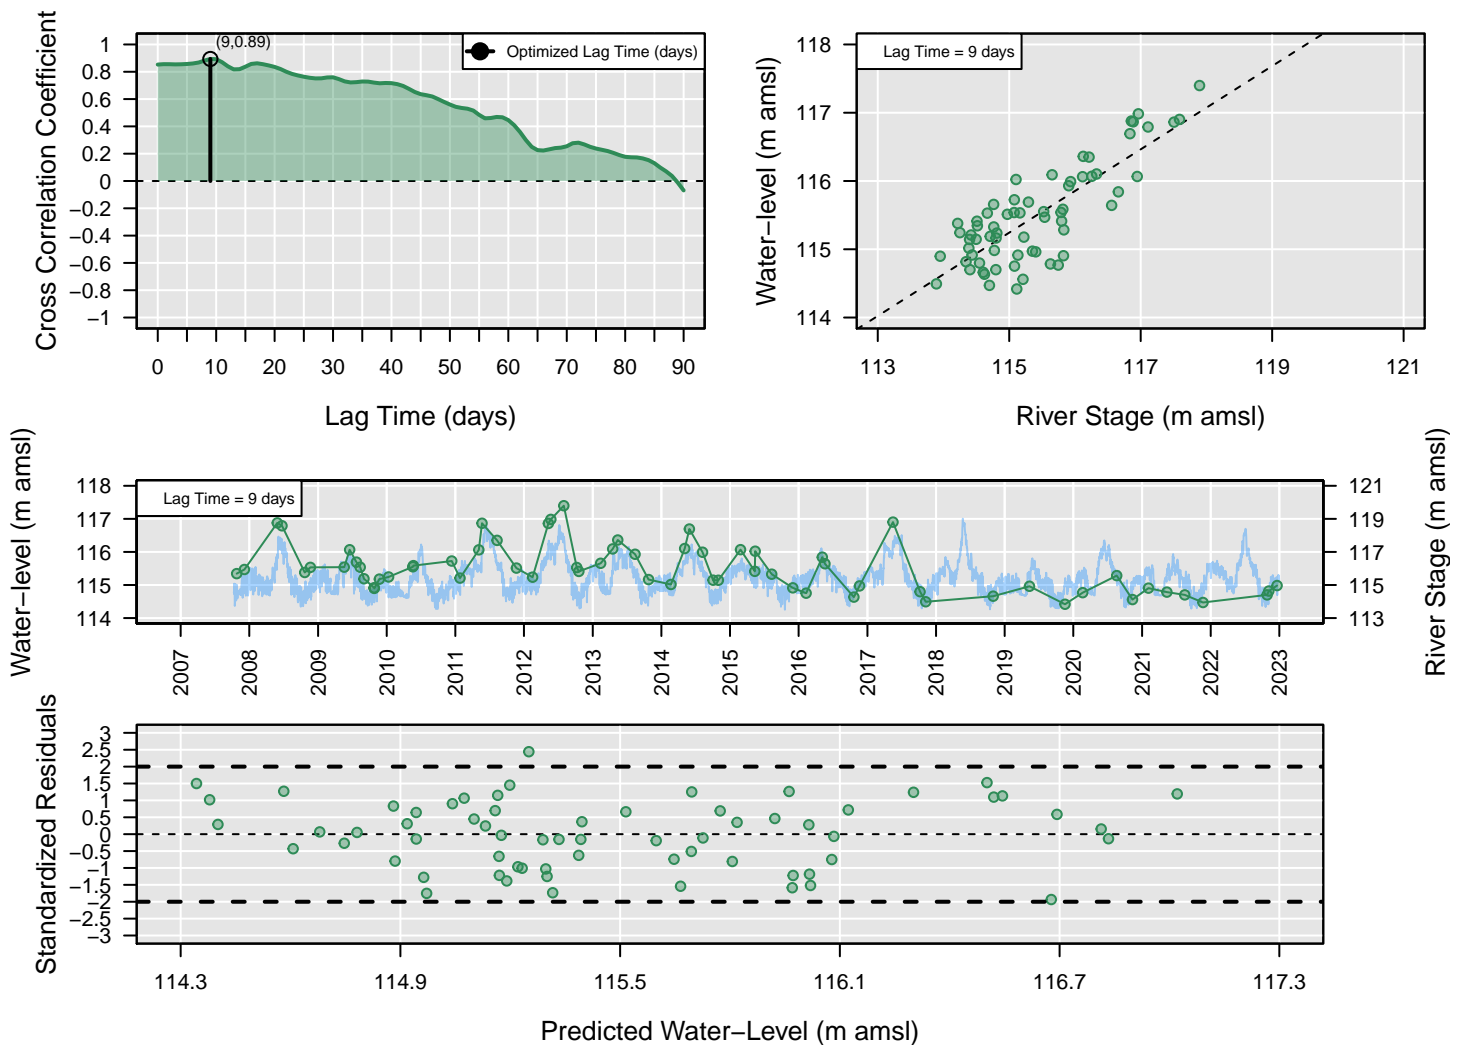 Cross Correlation Coefficient
1
0.8
0.6
0.4
0.2
0
−0.2
−0.4
−0.6
−0.8
−1
(9,0.89)
Optimized Lag Time (days)
0 10 20 30 40 50 60 70 80 90
Lag Time (days)
Water−level (m amsl)
118
117
116
115
114
Lag Time = 9 days
113 115 117 119 121
River Stage (m amsl)
Water−level (m amsl)
118
117
116
115
114
Lag Time = 9 days
121
119
117
115
113
River Stage (m amsl)
2007 2008 2009 2010 2011 2012 2013 2014 2015 2016 2017 2018 2019 2020 2021 2022 2023
Standardized Residuals
3
2.5
2
1.5
1
0.5
0
−0.5
−1
−1.5
−2
−2.5
−3
114.3 114.9 115.5 116.1 116.7 117.3
Predicted Water−Level (m amsl)